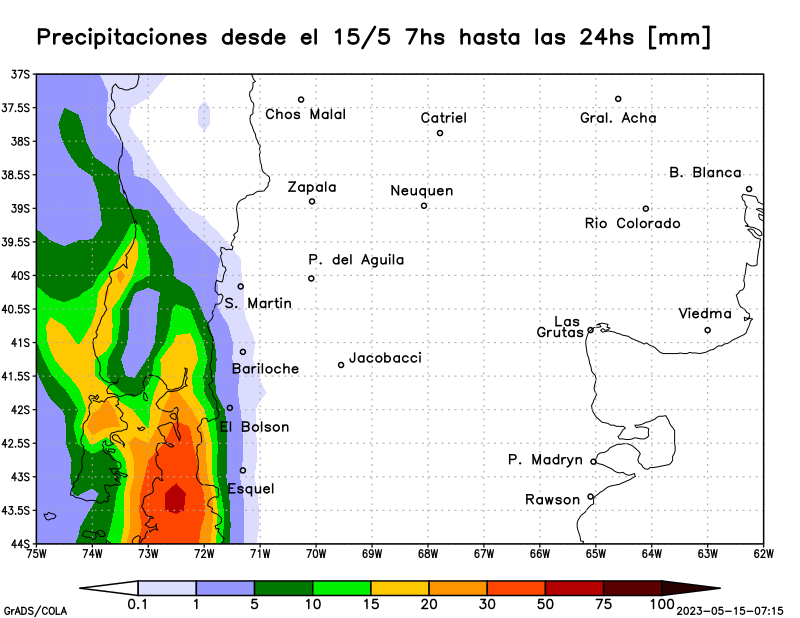 Precipitaciones desde el 15/5 7hs hasta las 24hs [mm]
37S
37.5S
38S
38.5S
39S
39.5S
40S
40.5S
41S
41.5S
42S
42.5S
43S
43.5S
44S
Chos Malal
Catriel
Gral. Acha
B. Blanca
Zapala
Neuquen
Rio Colorado
P. del Aguila
S. Martin
Viedma
Las
Grutas
Bariloche
Jacobacci
El Bolson
P. Madryn
Esquel
Rawson
75W 74W 73W 72W 71W 70W 69W 68W 67W 66W 65W 64W 63W 62W
0.1 1 5 10 15 20 30 50 75 100
GrADS/COLA
2023-05-15-07:15